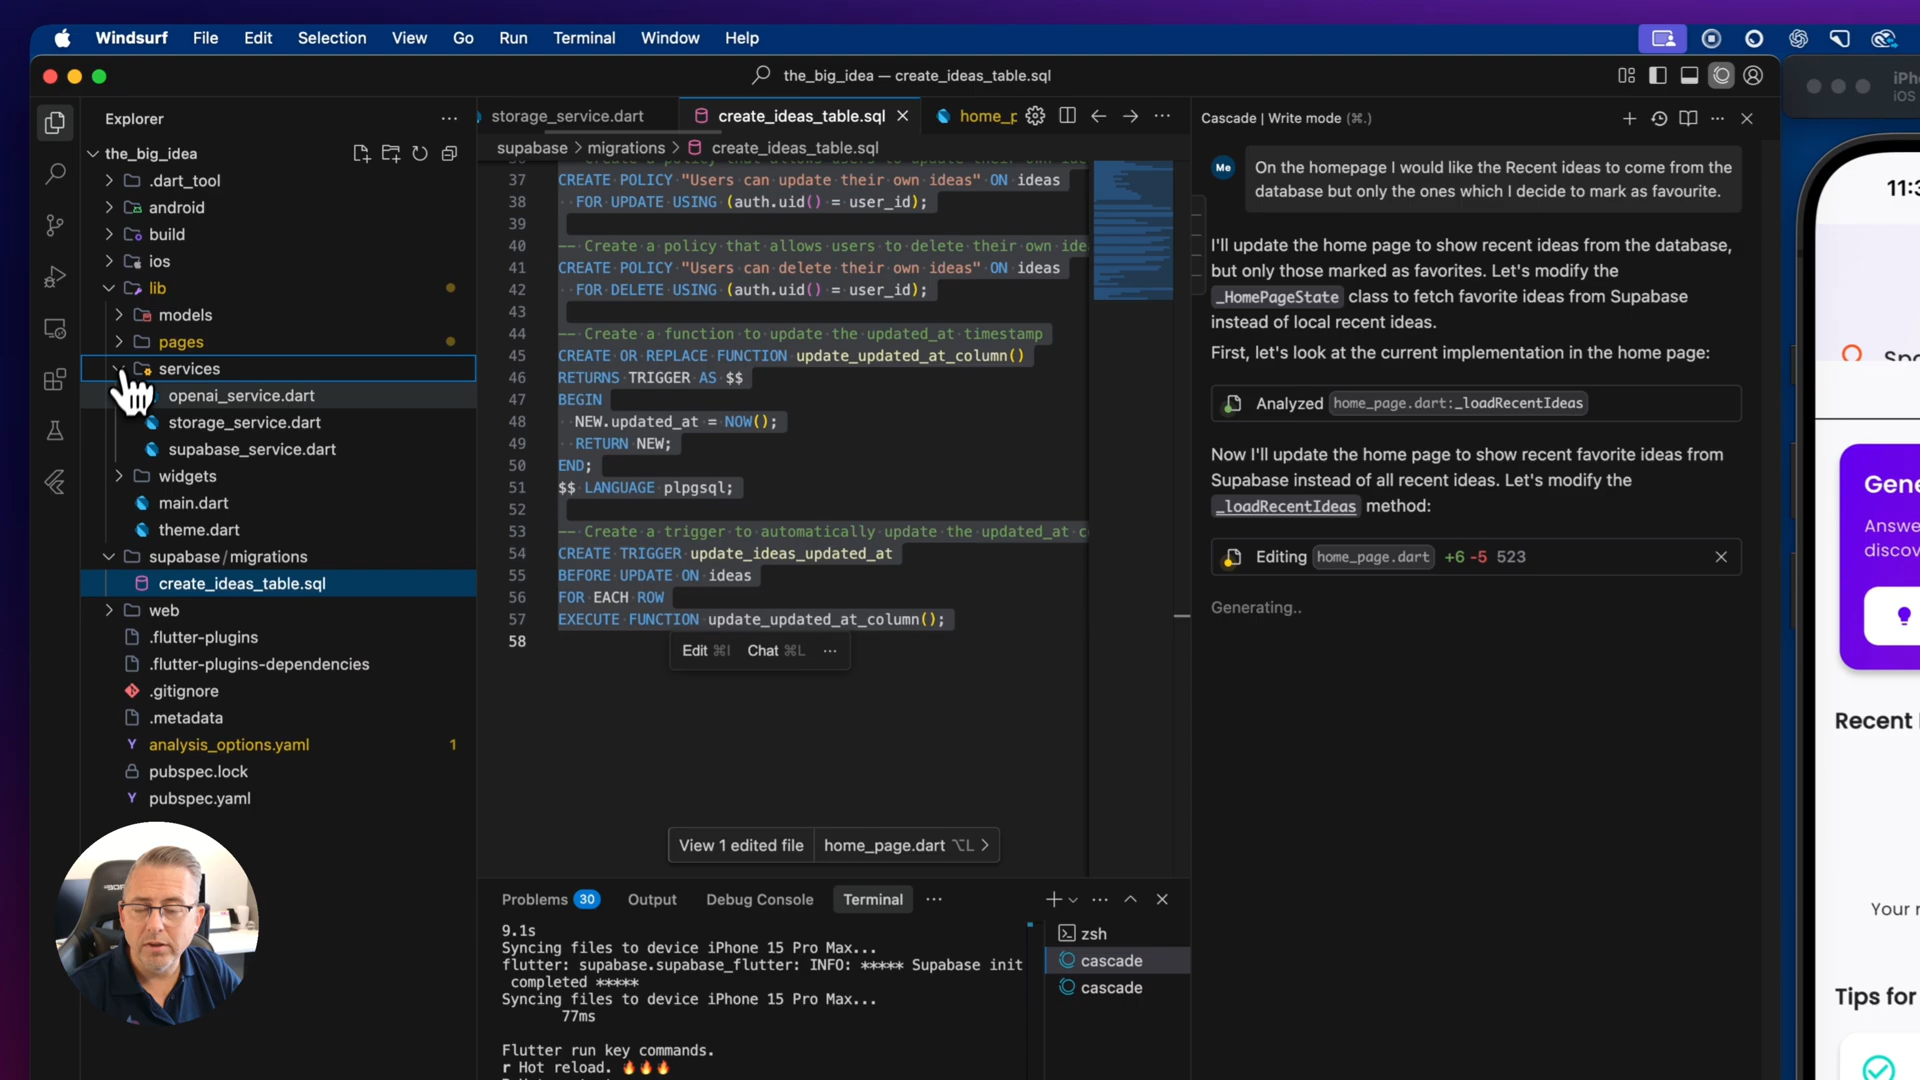 Windsurf File Edit Selection View Go Run Terminal Window Help
the_big_idea — create_ideas_table.sql
Explorer
the_big_idea
.dart_tool
android
build
ios
lib
models
pages
services
openai_service.dart
storage_service.dart
supabase_service.dart
widgets
main.dart
theme.dart
supabase/migrations
create_ideas_table.sql
web
.flutter-plugins
.flutter-plugins-dependencies
.gitignore
.metadata
analysis_options.yaml 1
pubspec.lock
pubspec.yaml
storage_service.dart create_ideas_table.sql home_p
supabase > migrations > create_ideas_table.sql
37 CREATE POLICY "Users can update their own ideas" ON ideas
38 FOR UPDATE USING (auth.uid() = user_id);
39
40 -- Create a policy that allows users to delete their own ide
41 CREATE POLICY "Users can delete their own ideas" ON ideas
42 FOR DELETE USING (auth.uid() = user_id);
43
44 -- Create a function to update the updated_at timestamp
45 CREATE OR REPLACE FUNCTION update_updated_at_column()
46 RETURNS TRIGGER AS $$
47 BEGIN
48 NEW.updated_at = NOW();
49 RETURN NEW;
50 END;
51 $$ LANGUAGE plpgsql;
52
53 -- Create a trigger to automatically update the updated_at c
54 CREATE TRIGGER update_ideas_updated_at
55 BEFORE UPDATE ON ideas
56 FOR EACH ROW
57 EXECUTE FUNCTION update_updated_at_column();
58
Edit ⌘I Chat ⌘L ...
View 1 edited file home_page.dart ⌥L >
Problems 30 Output Debug Console Terminal ...
9.1s
Syncing files to device iPhone 15 Pro Max...
flutter: supabase.supabase_flutter: INFO: ***** Supabase init
completed *****
Syncing files to device iPhone 15 Pro Max...
77ms
Flutter run key commands.
r Hot reload. 🔥🔥🔥
zsh
cascade
cascade
Cascade | Write mode (⌘.)
Me
On the homepage I would like the Recent ideas to come from the
database but only the ones which I decide to mark as favourite.
I'll update the home page to show recent ideas from the database,
but only those marked as favorites. Let's modify the
_HomePageState class to fetch favorite ideas from Supabase
instead of local recent ideas.
First, let's look at the current implementation in the home page:
Analyzed home_page.dart:_loadRecentIdeas
Now I'll update the home page to show recent favorite ideas from
Supabase instead of all recent ideas. Let's modify the
_loadRecentIdeas method:
Editing home_page.dart +6 -5 523
Generating..
iPho
iOS
11:3
Gene
Answe
discov
Recent
Your r
Tips for